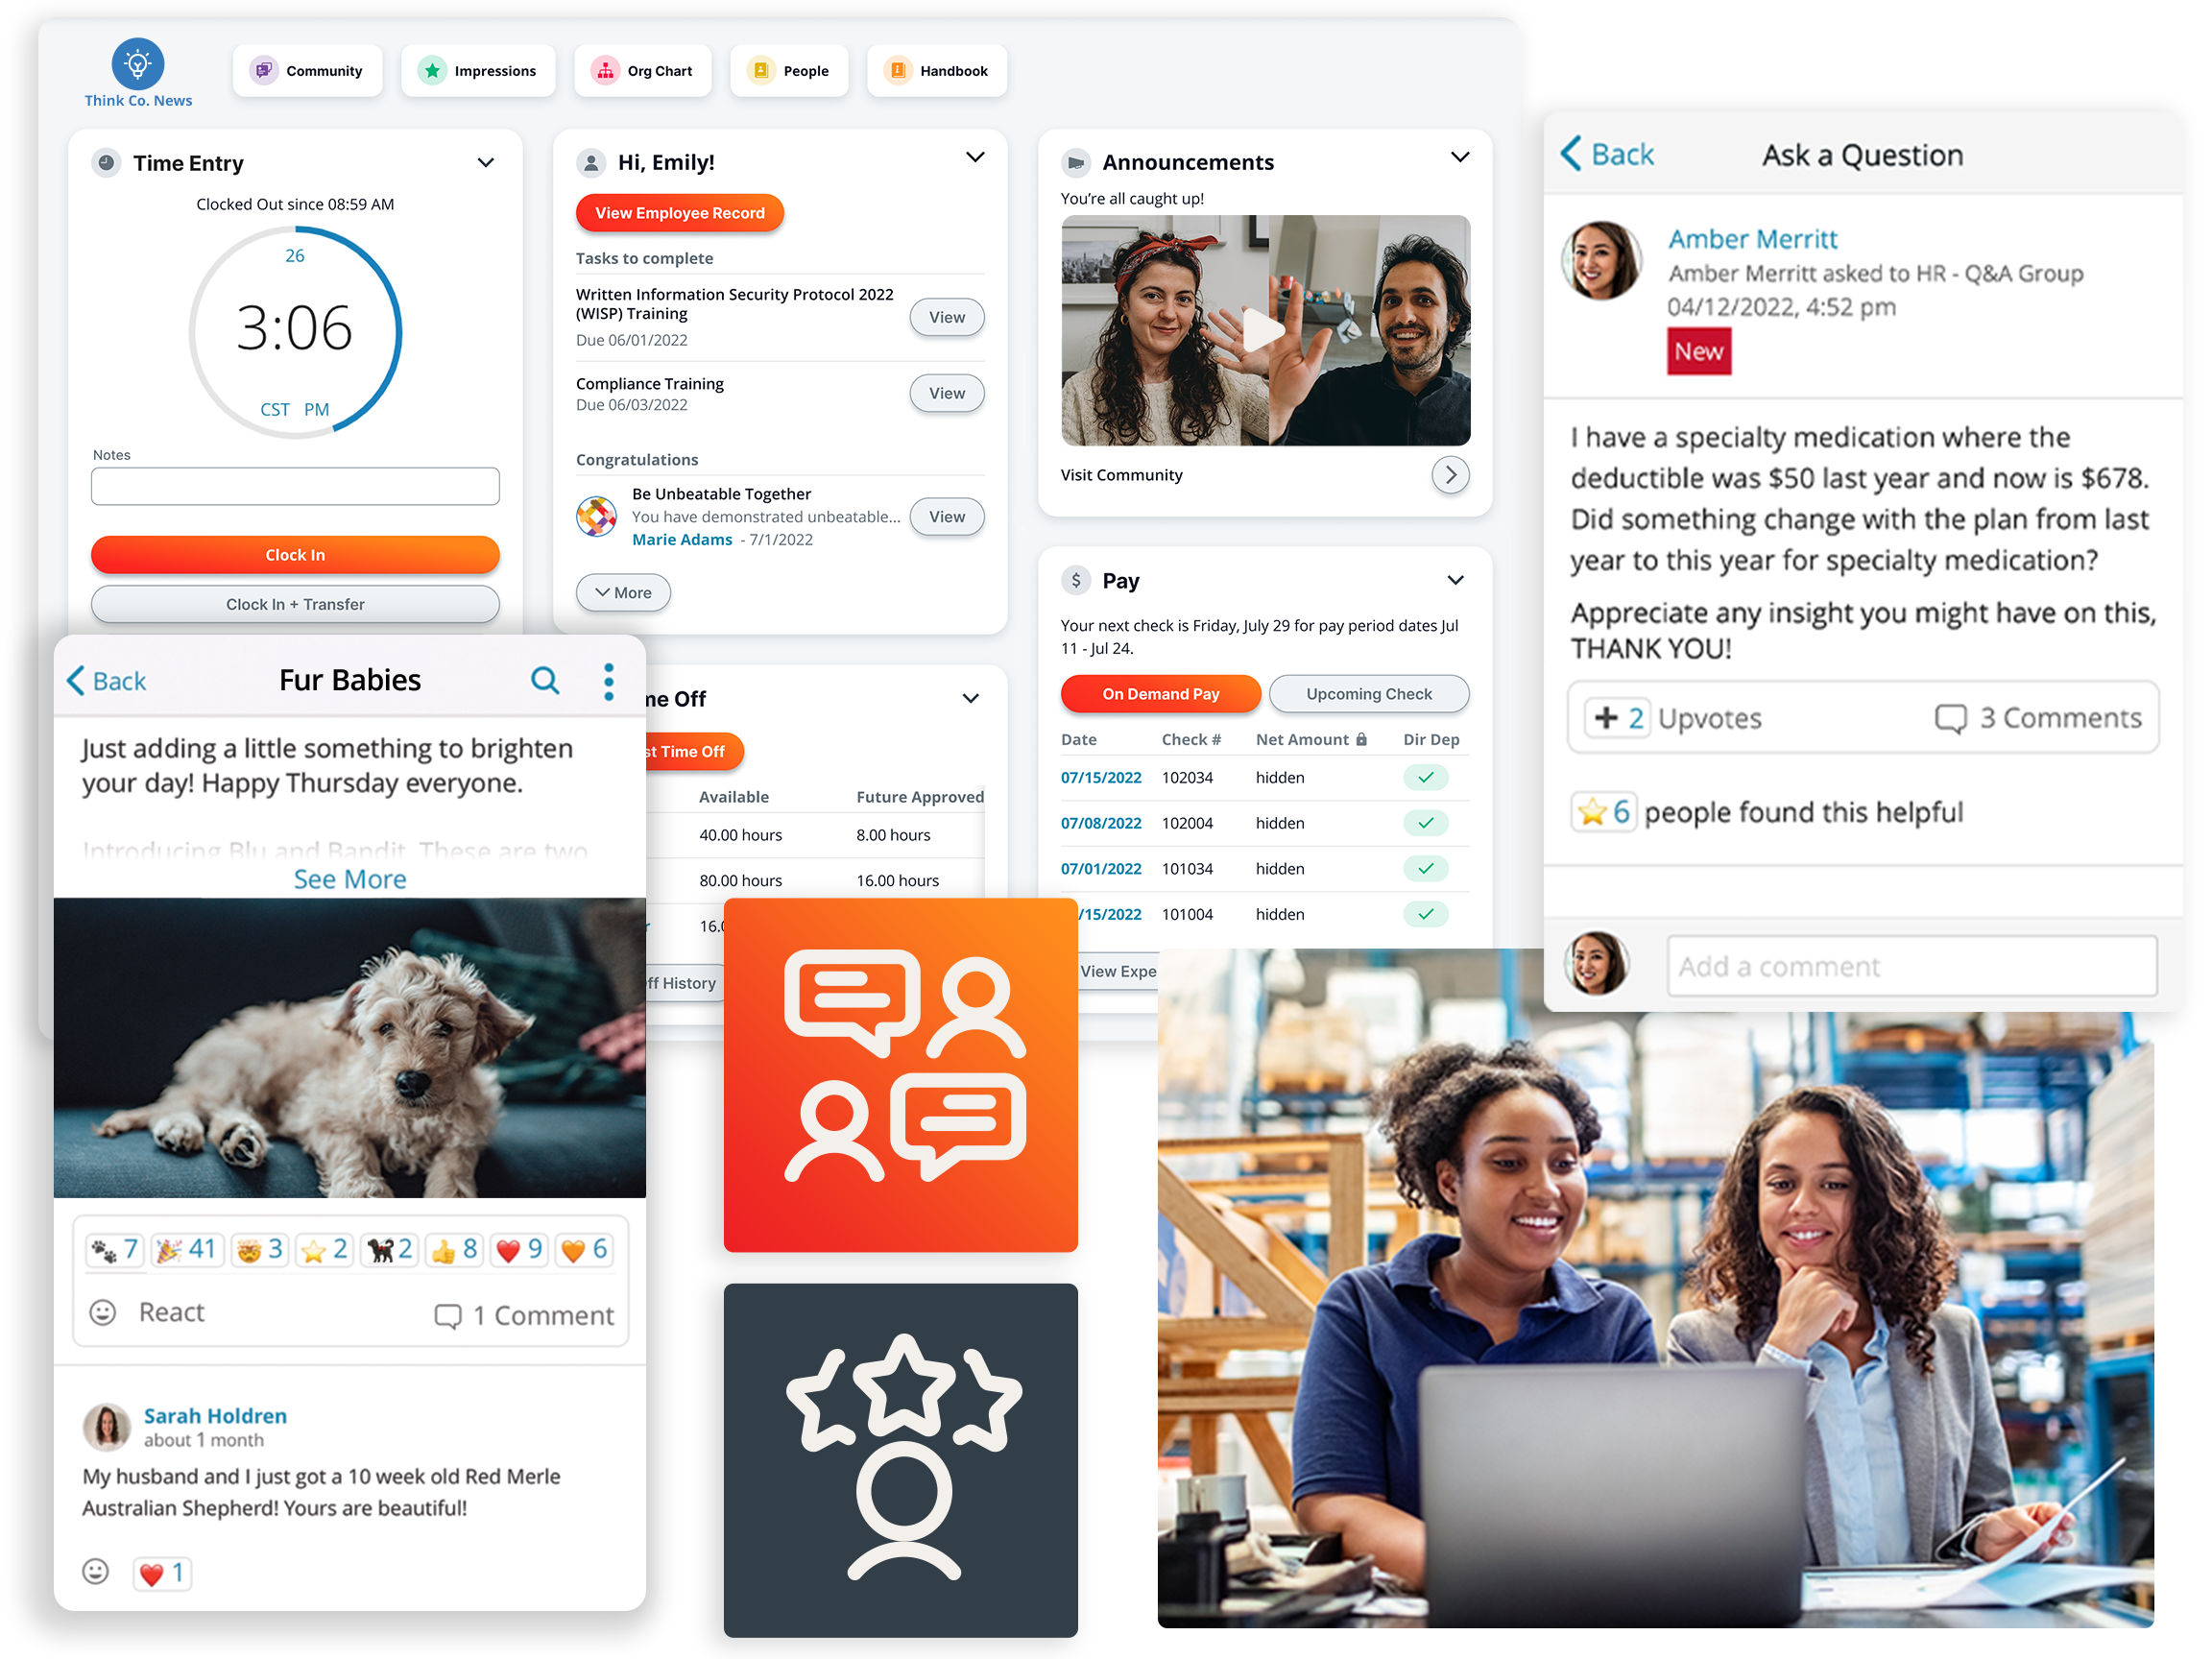 Think Co. News
Community
Impressions
Org Chart
People
Handbook
Time Entry
Clocked Out since 08:59 AM
26
3:06
CST PM
Notes
Clock In
Clock In + Transfer
Hi, Emily!
View Employee Record
Tasks to complete
Written Information Security Protocol 2022
(WISP) Training
Due 06/01/2022
View
Compliance Training
Due 06/03/2022
View
Congratulations
Be Unbeatable Together
You have demonstrated unbeatable...
Marie Adams - 7/1/2022
View
More
Announcements
You're all caught up!
Visit Community
Pay
Your next check is Friday, July 29 for pay period dates Jul
11 - Jul 24.
On Demand Pay
Upcoming Check
Date Check # Net Amount Dir Dep
07/15/2022 102034 hidden
07/08/2022 102004 hidden
07/01/2022 101034 hidden
/15/2022 101004 hidden
View Expe
me Off
st Time Off
Available Future Approved
40.00 hours 8.00 hours
80.00 hours 16.00 hours
r 16.0
ff History
Back
Fur Babies
Just adding a little something to brighten
your day! Happy Thursday everyone.
Introducing Blu and Bandit. These are two
See More
7 41 3 2 2 8 9 6
React
1 Comment
Sarah Holdren
about 1 month
My husband and I just got a 10 week old Red Merle
Australian Shepherd! Yours are beautiful!
1
Back
Ask a Question
Amber Merritt
Amber Merritt asked to HR - Q&A Group
04/12/2022, 4:52 pm
New
I have a specialty medication where the
deductible was $50 last year and now is $678.
Did something change with the plan from last
year to this year for specialty medication?
Appreciate any insight you might have on this,
THANK YOU!
2 Upvotes
3 Comments
6 people found this helpful
Add a comment